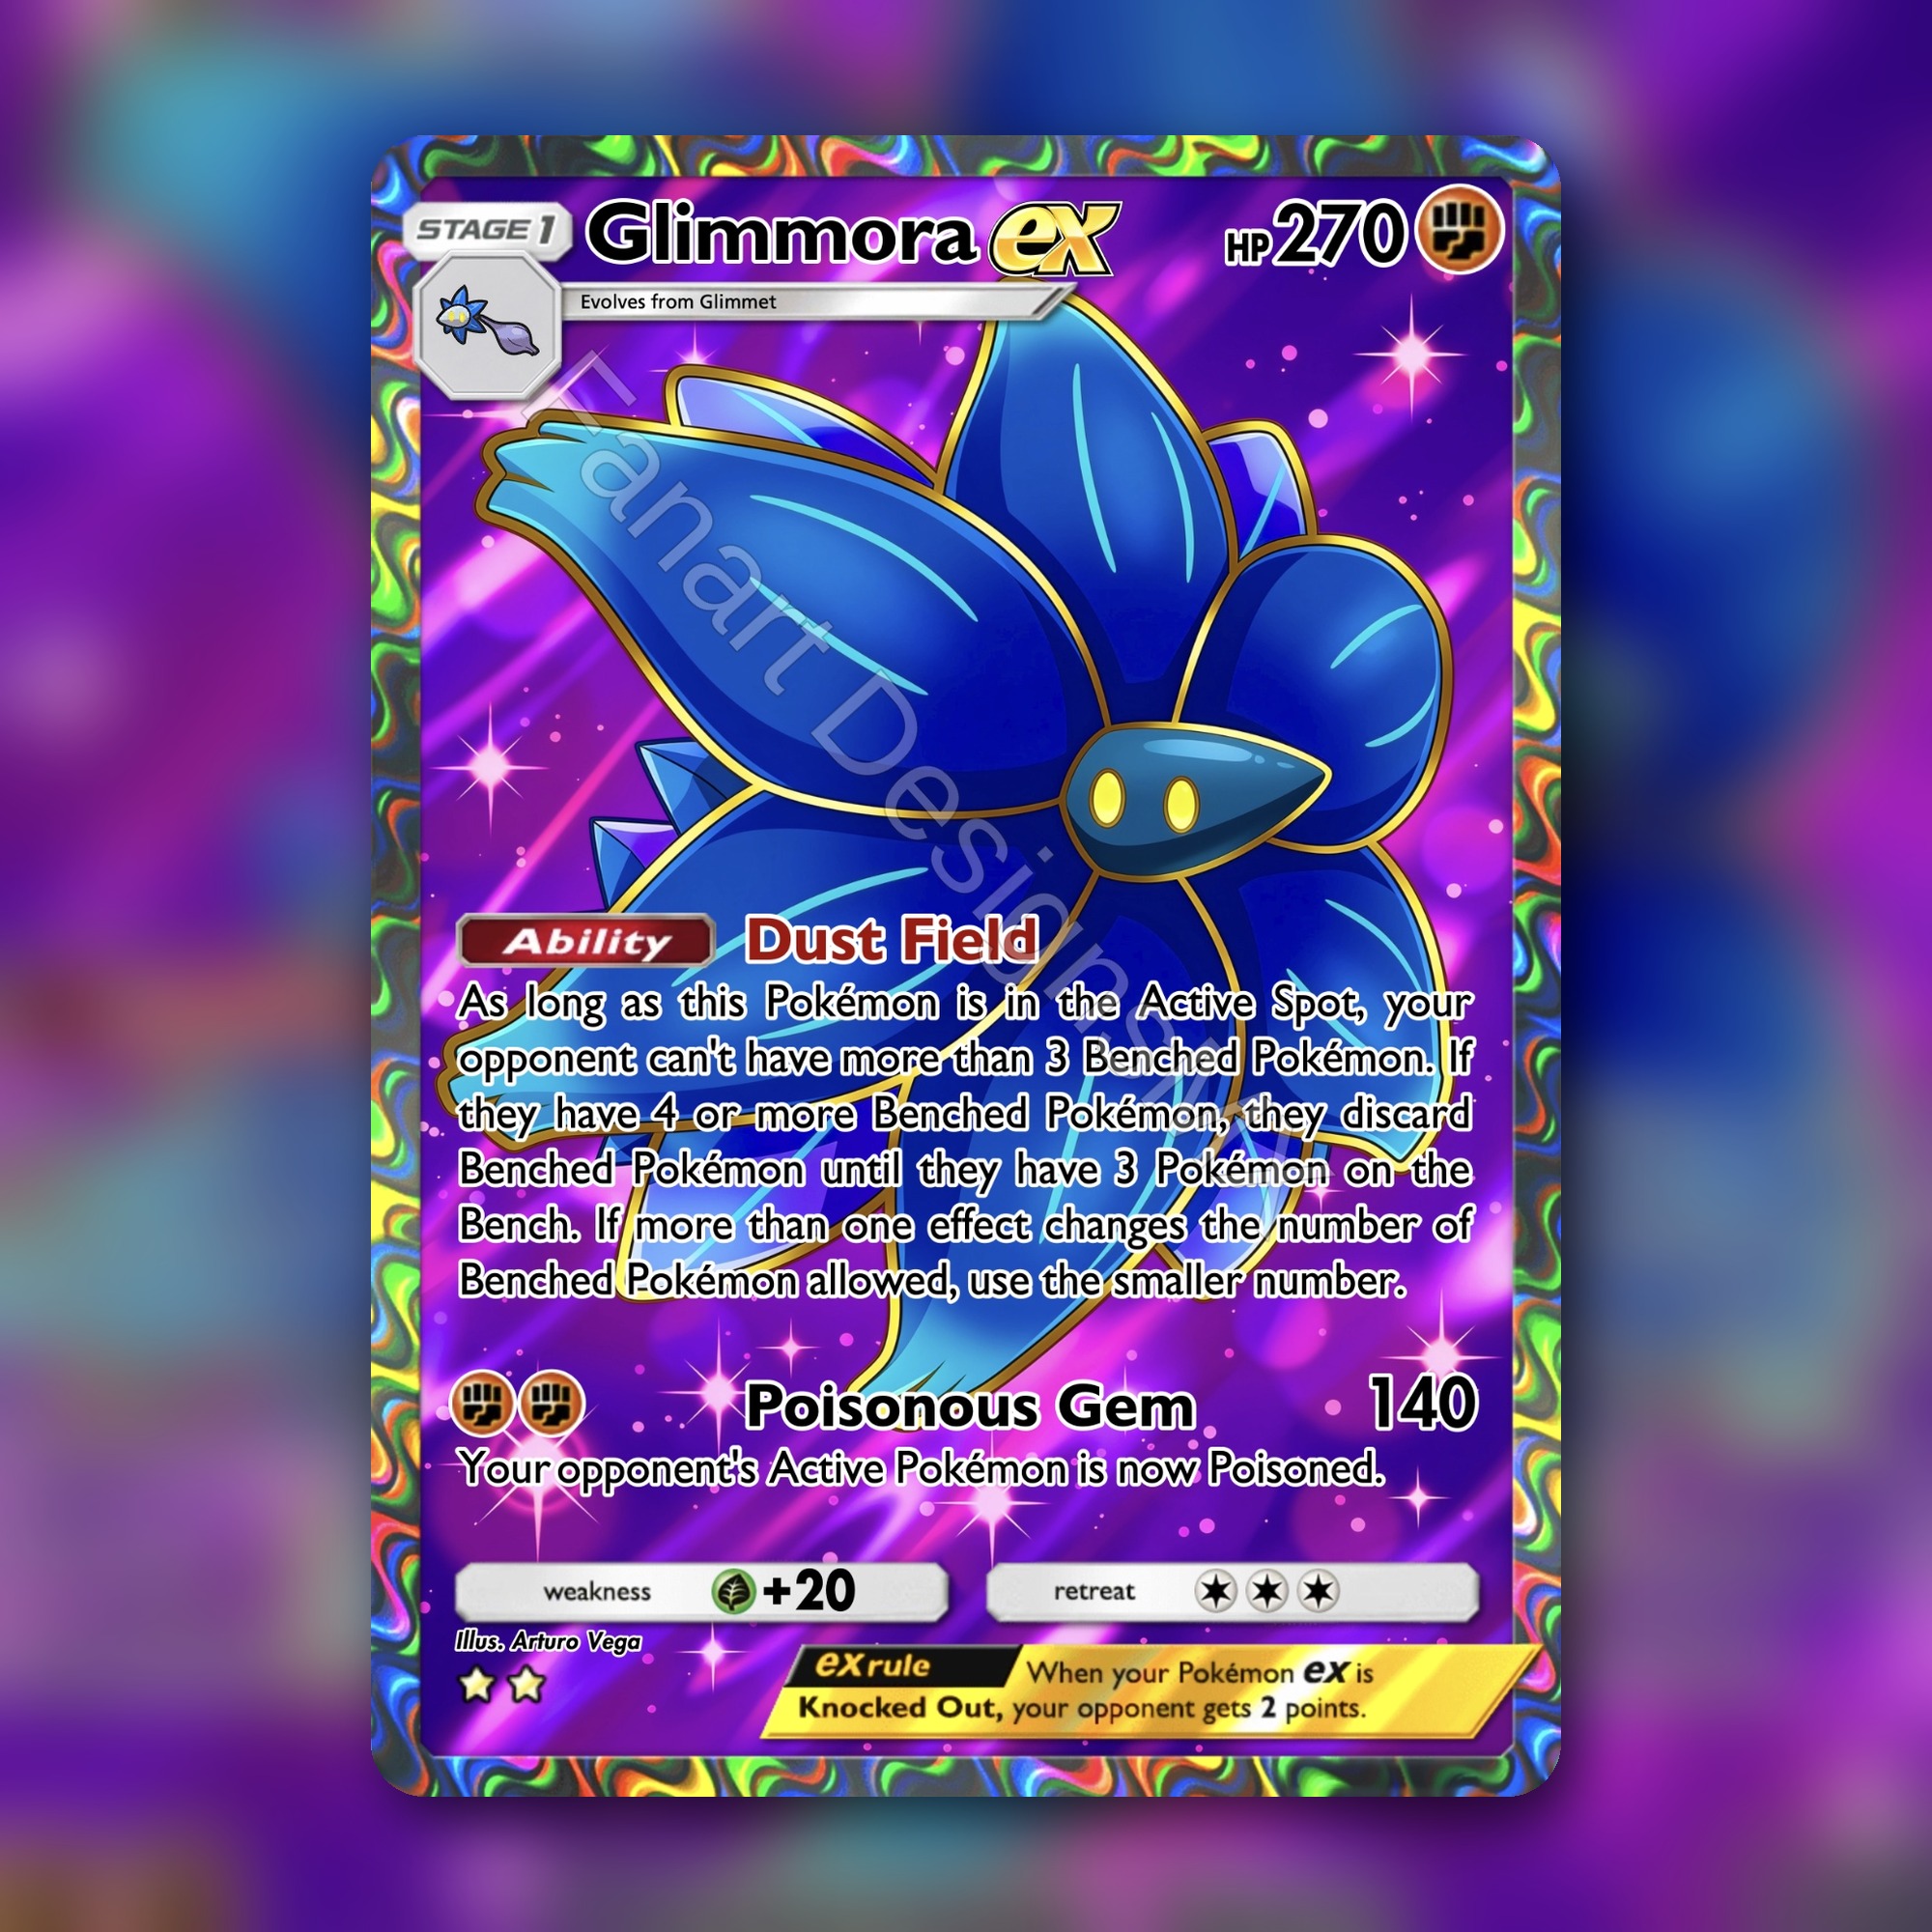 STAGE 1 Glimmora ex HP 270
Evolves from Glimmet
Fanart Designs
Ability Dust Field
As long as this Pokémon is in the Active Spot, your
opponent can't have more than 3 Benched Pokémon. If
they have 4 or more Benched Pokémon, they discard
Benched Pokémon until they have 3 Pokémon on the
Bench. If more than one effect changes the number of
Benched Pokémon allowed, use the smaller number.
Poisonous Gem 140
Your opponent's Active Pokémon is now Poisoned.
weakness +20 retreat
Illus. Arturo Vega
ex rule When your Pokémon ex is
Knocked Out, your opponent gets 2 points.